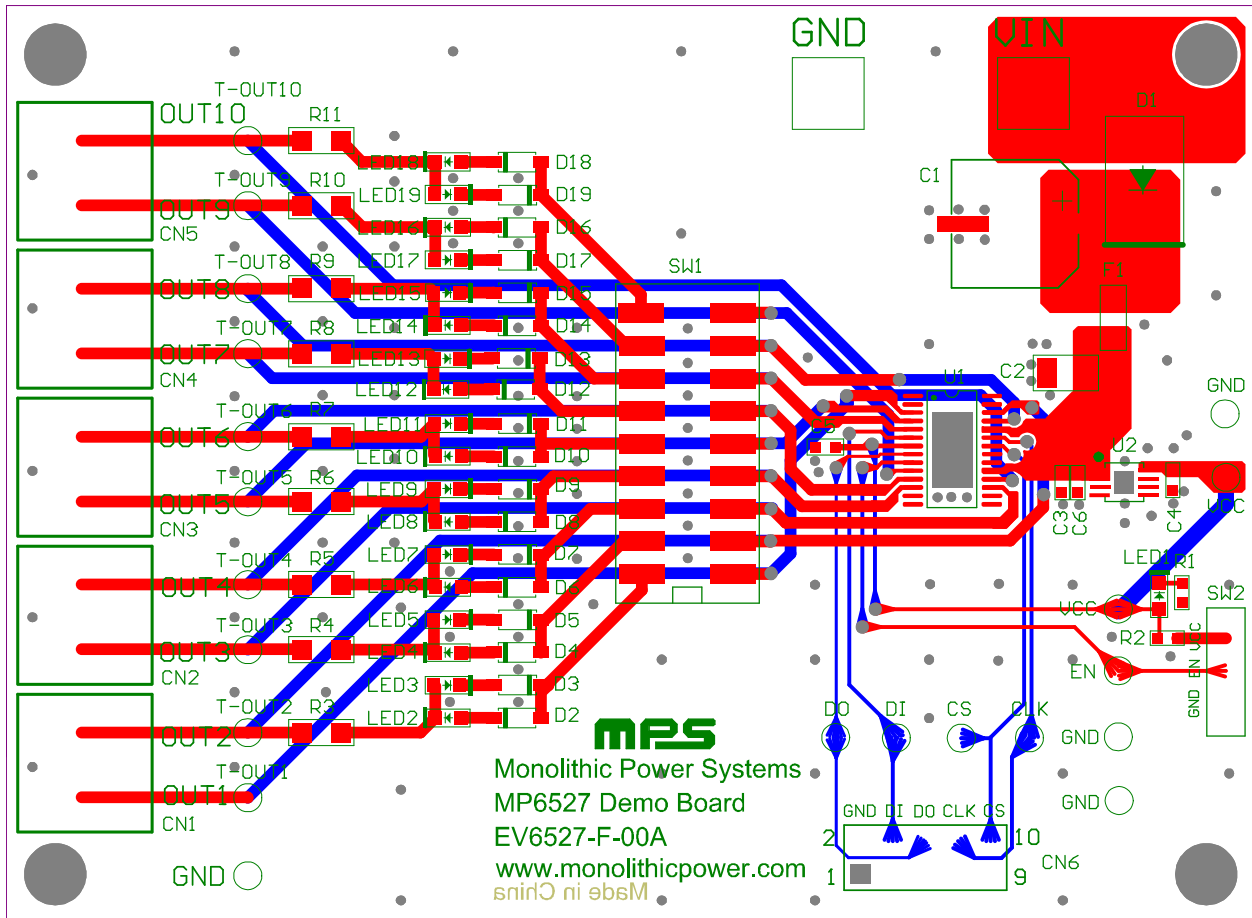 GND
VIN
T-OUT10
OUT10
R11
D1
LED18
D18
C1
T-OUT9
R10
LED19
D19
OUT9
CN5
LED16
D16
T-OUT8
R9
LED17
D17
SW1
F1
OUT8
LED15
D15
T-OUT7
R8
LED14
D14
OUT7
LED13
D13
C2
U1
CN4
LED12
D12
GND
T-OUT6
R7
LED11
D11
OUT6
LED10
D10
U2
T-OUT5
R6
LED9
D9
OUT5
VCC
CN3
LED8
D8
C3
C6
C4
T-OUT4
R5
LED7
D7
LED1
R1
OUT4
LED6
D6
SW2
T-OUT3
R4
LED5
D5
VCC
OUT3
LED4
D4
R2
CN2
LED3
D3
EN
GND EN VCC
T-OUT2
R3
LED2
D2
DO
DI
CS
CLK
OUT2
mps
GND
T-OUT1
Monolithic Power Systems
OUT1
MP6527 Demo Board
GND
CN1
GND DI DO CLK CS
EV6527-F-00A
2
10
www.monolithicpower.com
CN6
GND
1
9
Made in China